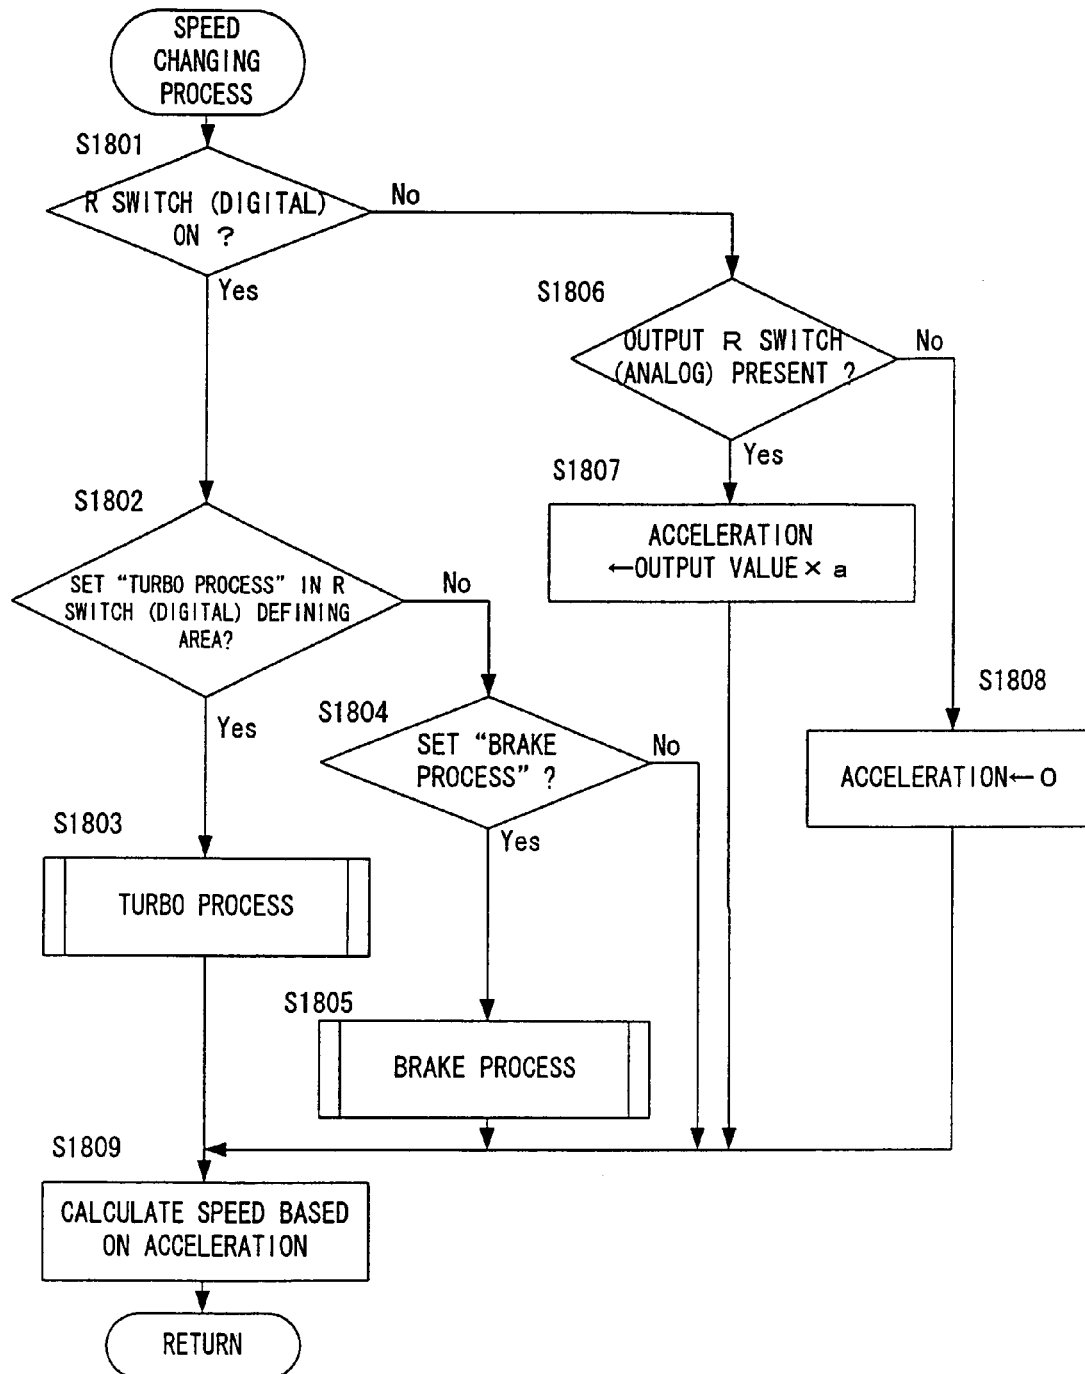 SPEED
CHANGING
PROCESS
S1801
R SWITCH (DIGITAL)
ON ?
No
Yes
S1806
OUTPUT R SWITCH
(ANALOG) PRESENT ?
No
Yes
S1807
ACCELERATION
←OUTPUT VALUE × a
S1802
SET “TURBO PROCESS” IN R
SWITCH (DIGITAL) DEFINING
AREA?
No
Yes
S1804
SET “BRAKE
PROCESS” ?
No
Yes
S1808
ACCELERATION←0
S1803
TURBO PROCESS
S1805
BRAKE PROCESS
S1809
CALCULATE SPEED BASED
ON ACCELERATION
RETURN